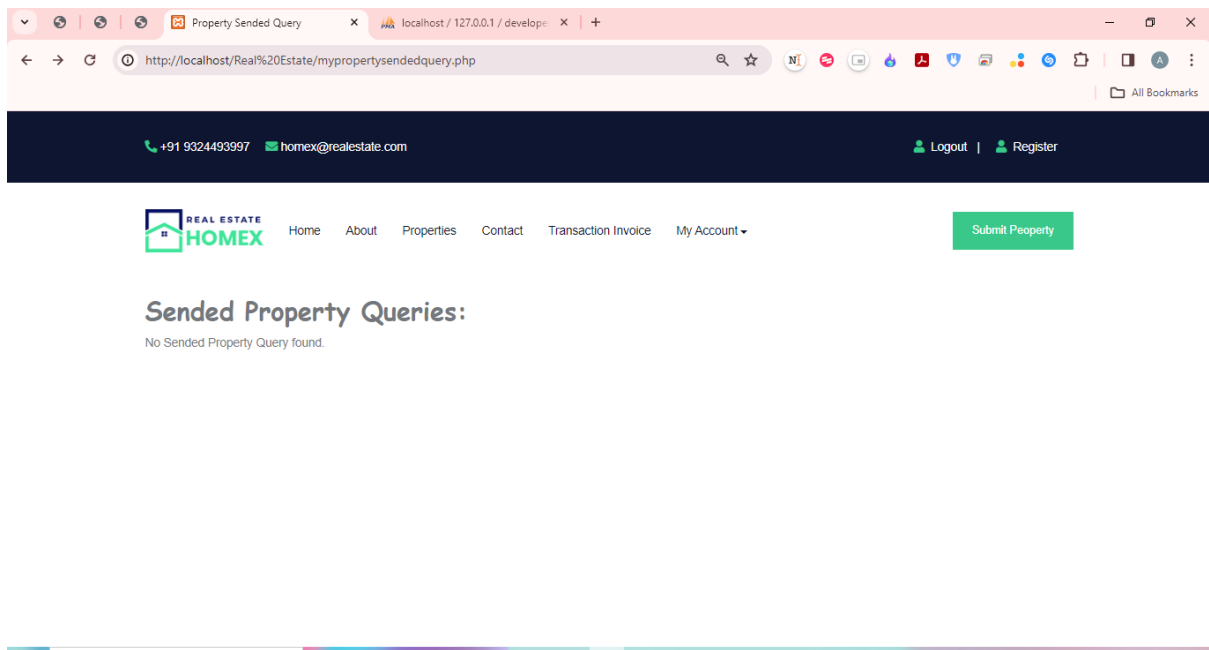 Property Sended Query
localhost / 127.0.0.1 / develope
http://localhost/Real%20Estate/mypropertysendedquery.php
All Bookmarks
+91 9324493997 homex@realestate.com Logout | Register
REAL ESTATE
HOMEX
Home About Properties Contact Transaction Invoice My Account
Submit Peoperty
Sended Property Queries:
No Sended Property Query found.